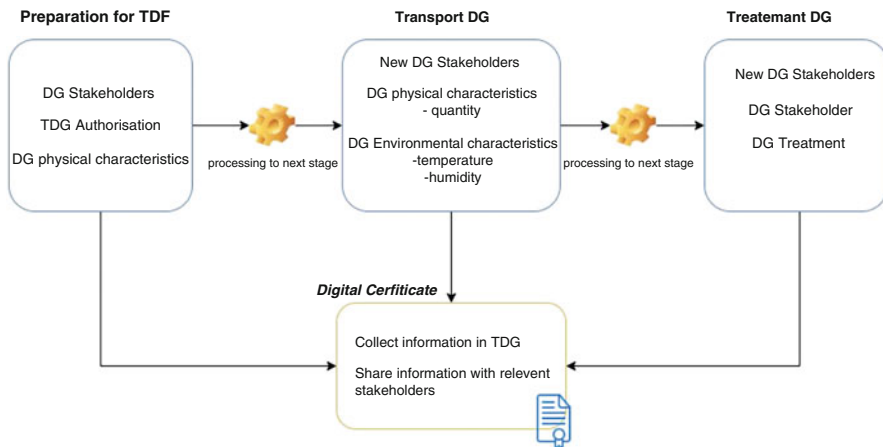 Preparation for TDF
Transport DG
Treatemant DG
DG Stakeholders
TDG Authorisation
DG physical characteristics
processing to next stage
New DG Stakeholders
DG physical characteristics
- quantity
DG Environmental characteristics
-temperature
-humidity
processing to next stage
New DG Stakeholders
DG Stakeholder
DG Treatment
Digital Cerfiticate
Collect information in TDG
Share information with relevent
stakeholders